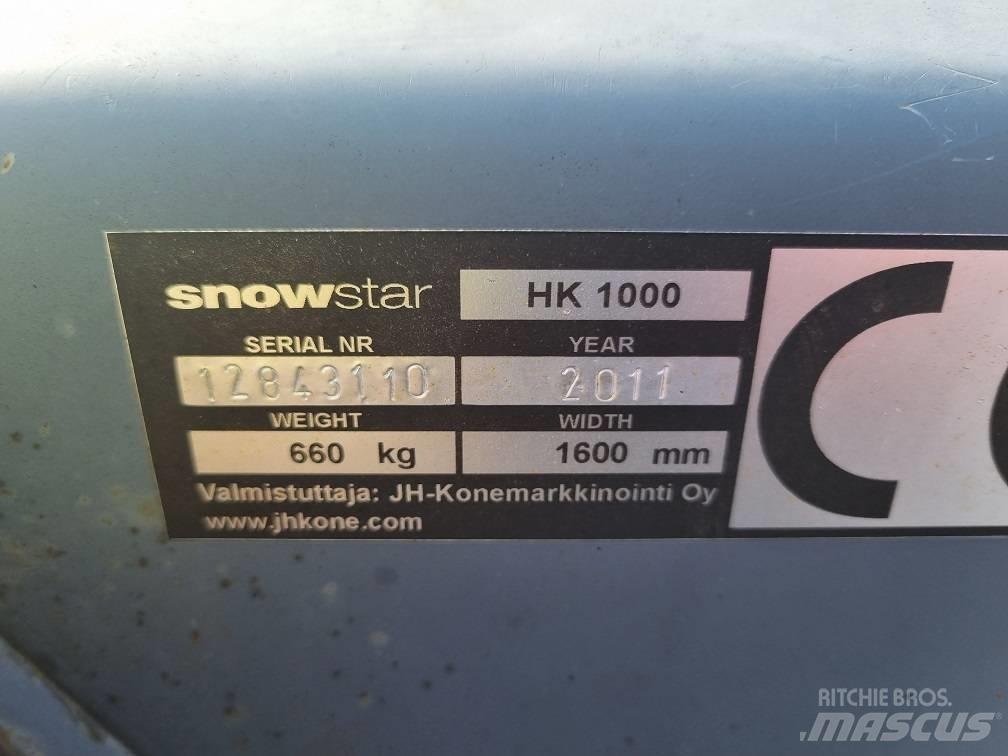 snowstar HK 1000
SERIAL NR YEAR
12843110 2011
WEIGHT WIDTH
660 kg 1600 mm
Valmistuttaja: JH-Konemarkkinointi Oy
www.jhkone.com
CE
RITCHIE BROS.
MASCUS